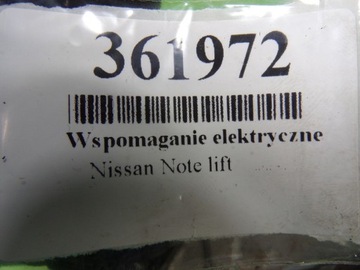 361972
Wspomaganie elektryczne
Nissan Note lift